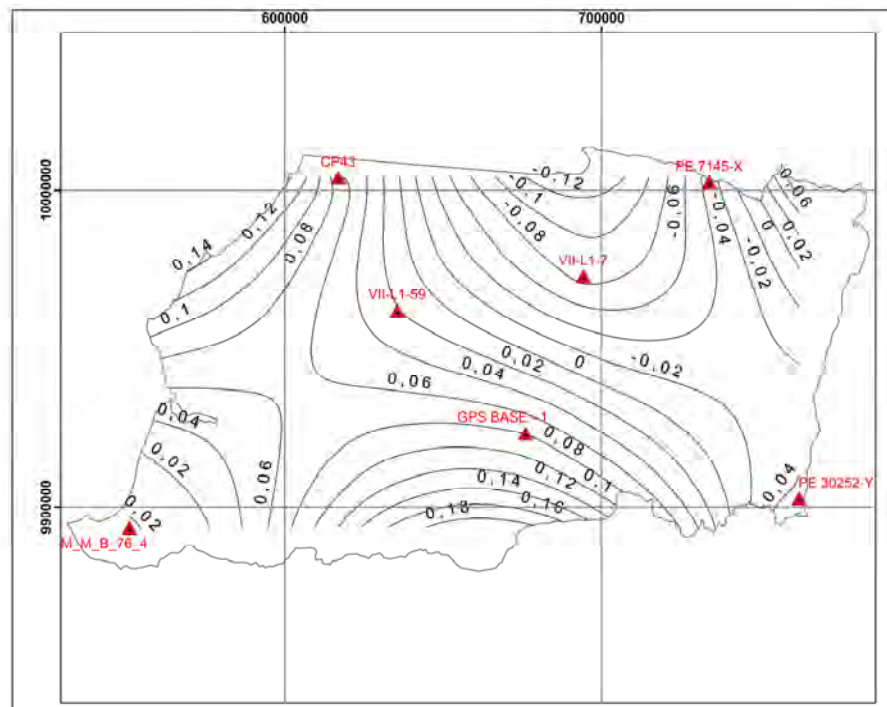 600000 700000
CP43 PE 7145-X
-0,12
10000000
-0,1
0,06
0,14 0,12 0,08 -0,08 -0,06 -0,04 0 0,02
-0,02
VII-L1-7
VII-L1-59
0,1
0,02 0 -0,02
0,04
0,06
0,04
GPS BASE - 1
0,08
0,02 0,06 0,14 0,12 0,1 0,04
PE 30252-Y
9900000
0,18 0,16
0,02
M_M_B_76_4